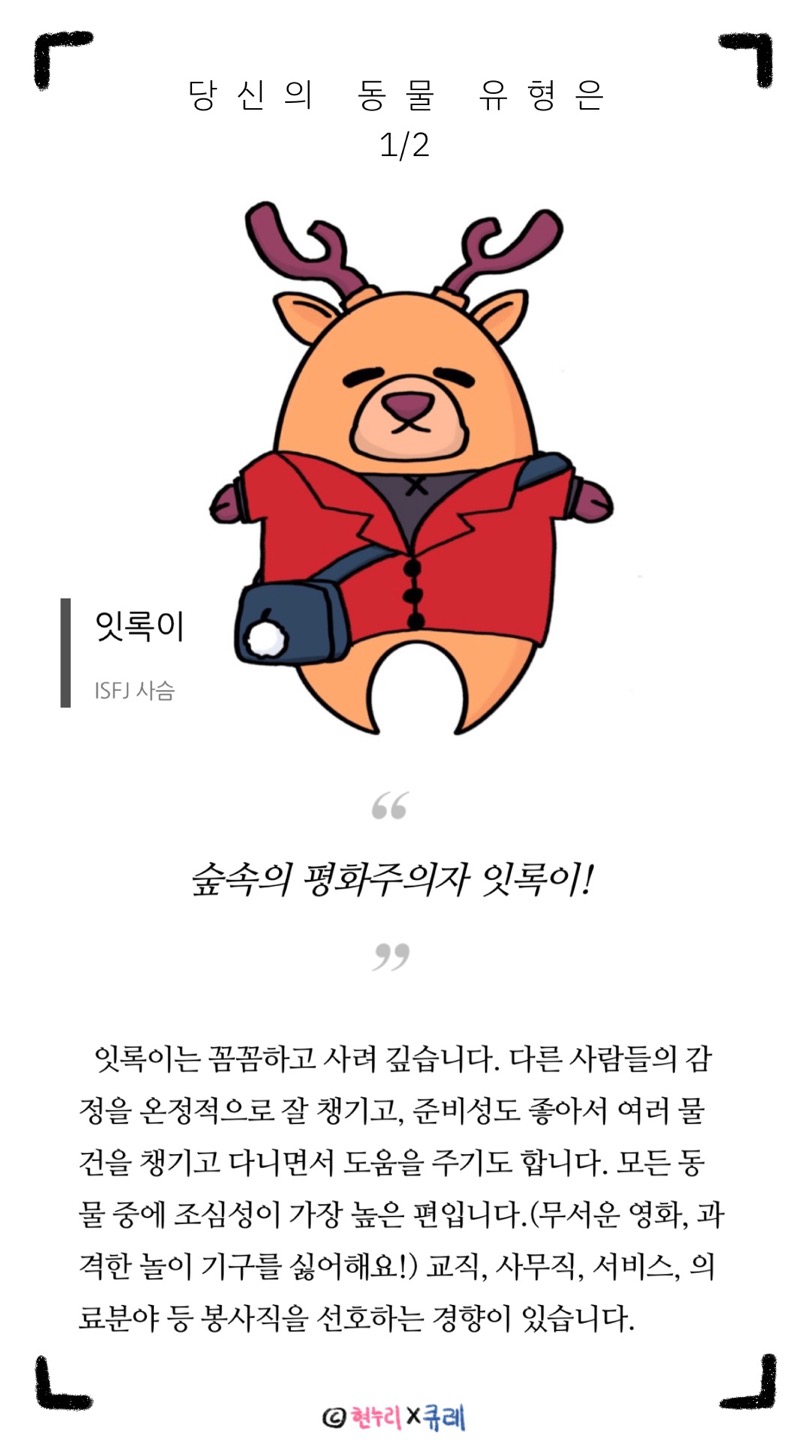 당신의 동물 유형은
1/2
잇록이
ISFJ 사슴
“
숲속의 평화주의자 잇록이!
”
잇록이는 꼼꼼하고 사려 깊습니다. 다른 사람들의 감
정을 온정적으로 잘 챙기고, 준비성도 좋아서 여러 물
건을 챙기고 다니면서 도움을 주기도 합니다. 모든 동
물 중에 조심성이 가장 높은 편입니다.(무서운 영화, 과
격한 놀이 기구를 싫어해요!) 교직, 사무직, 서비스, 의
료분야 등 봉사직을 선호하는 경향이 있습니다.
© 현누리 X 큐레